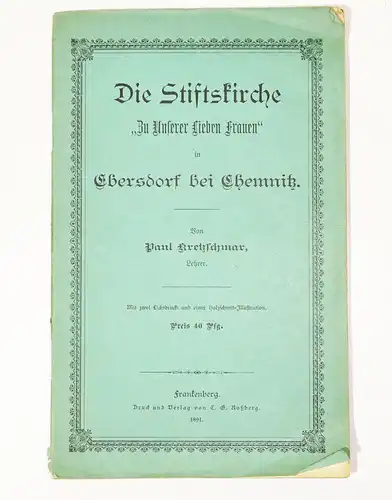 Die Stiftskirche
„Zu Unserer Lieben Frauen“
in
Ebersdorf bei Chemnitz.
Von
Paul Kretzschmar,
Lehrer.
Mit zwei Lichtdruck- und einer Holzschnitt-Illustration.
Preis 40 Pfg.
Frankenberg.
Druck und Verlag von C. G. Roßberg.
1891.